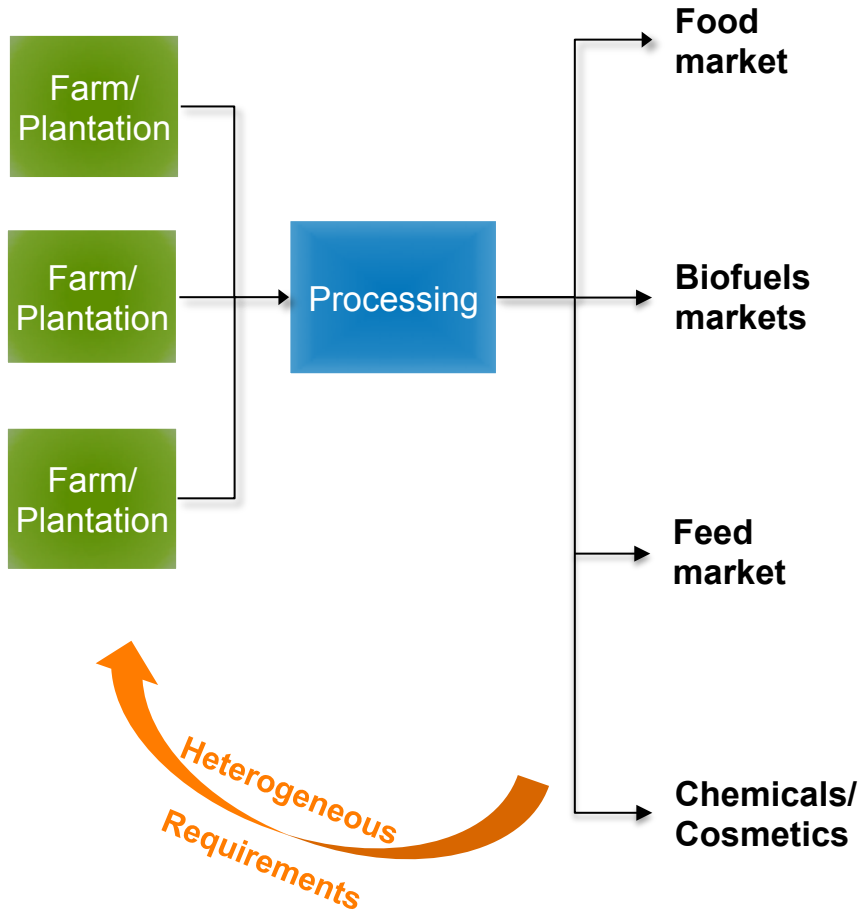 Farm/
Plantation
Farm/
Plantation
Farm/
Plantation
Processing
Food
market
Biofuels
markets
Feed
market
Chemicals/
Cosmetics
Heterogeneous
Requirements